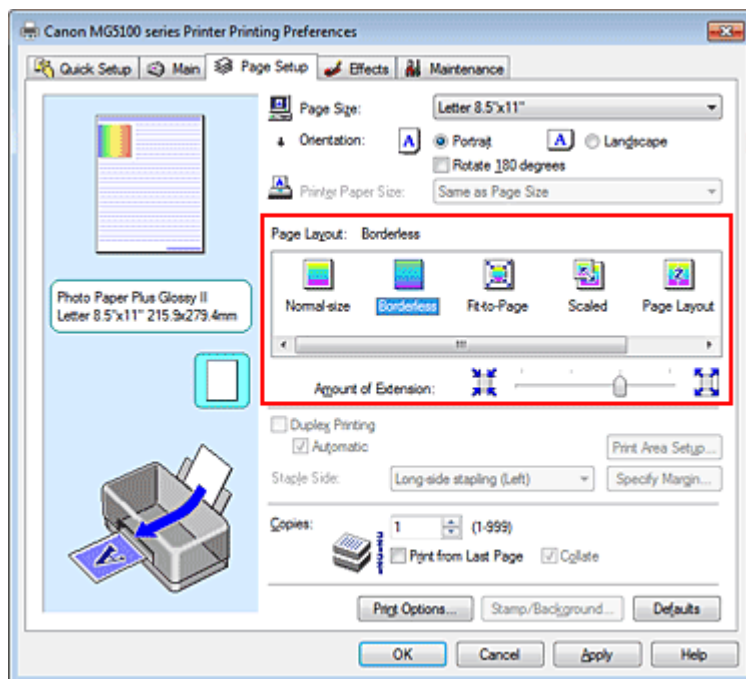 Canon MG5100 series Printer Printing Preferences
Quick Setup Main Page Setup Effects Maintenance
Page Size: Letter 8.5"x11"
Orientation: A Portrait A Landscape
Rotate 180 degrees
Printer Paper Size: Same as Page Size
Page Layout: Borderless
Normal-size Borderless Fit-to-Page Scaled Page Layout
Photo Paper Plus Glossy II
Letter 8.5"x11" 215.9x279.4mm
Amount of Extension:
Duplex Printing
Automatic
Print Area Setup...
Staple Side: Long-side stapling (Left) Specify Margin...
Copies: 1 (1-999)
Print from Last Page Collate
Print Options... Stamp/Background... Defaults
OK Cancel Apply Help